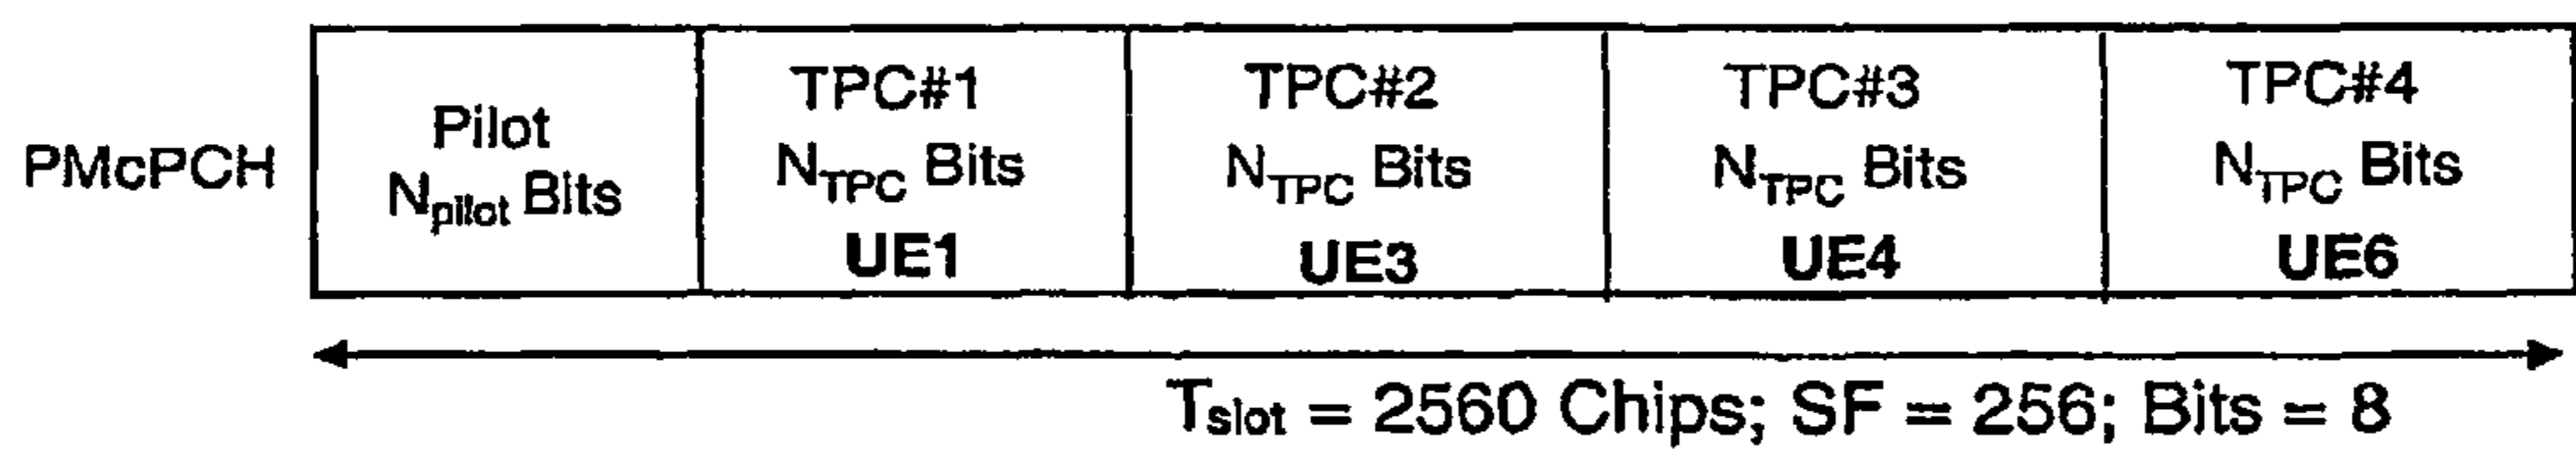 PMcPCH
Pilot
Npilot Bits
TPC#1
NTPC Bits
UE1
TPC#2
NTPC Bits
UE3
TPC#3
NTPC Bits
UE4
TPC#4
NTPC Bits
UE6
Tslot = 2560 Chips; SF = 256; Bits = 8